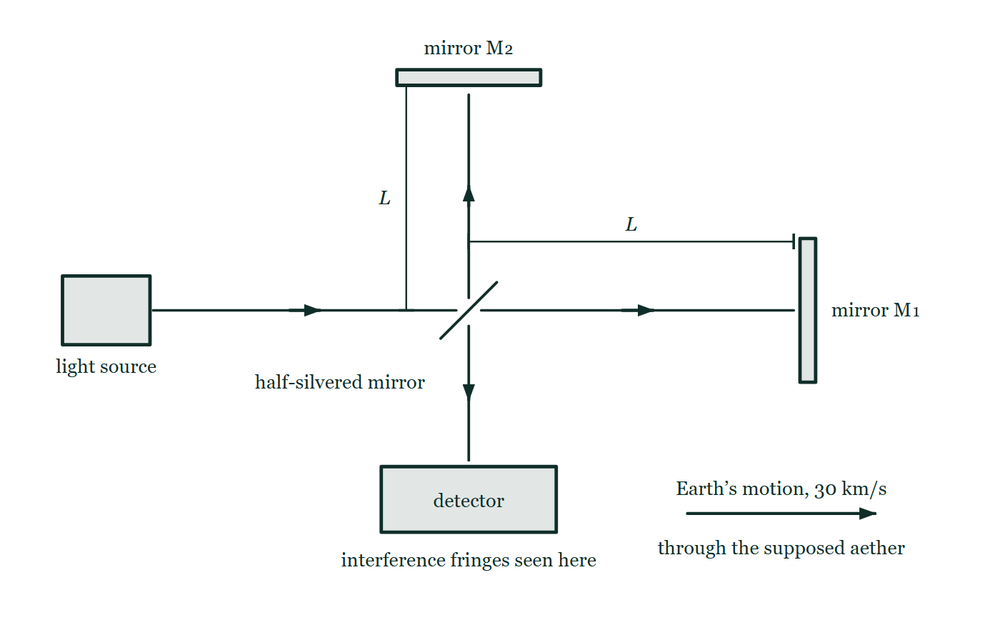 mirror M2
L
L
mirror M1
light source
half-silvered mirror
detector
interference fringes seen here
Earth’s motion, 30 km/s
through the supposed aether